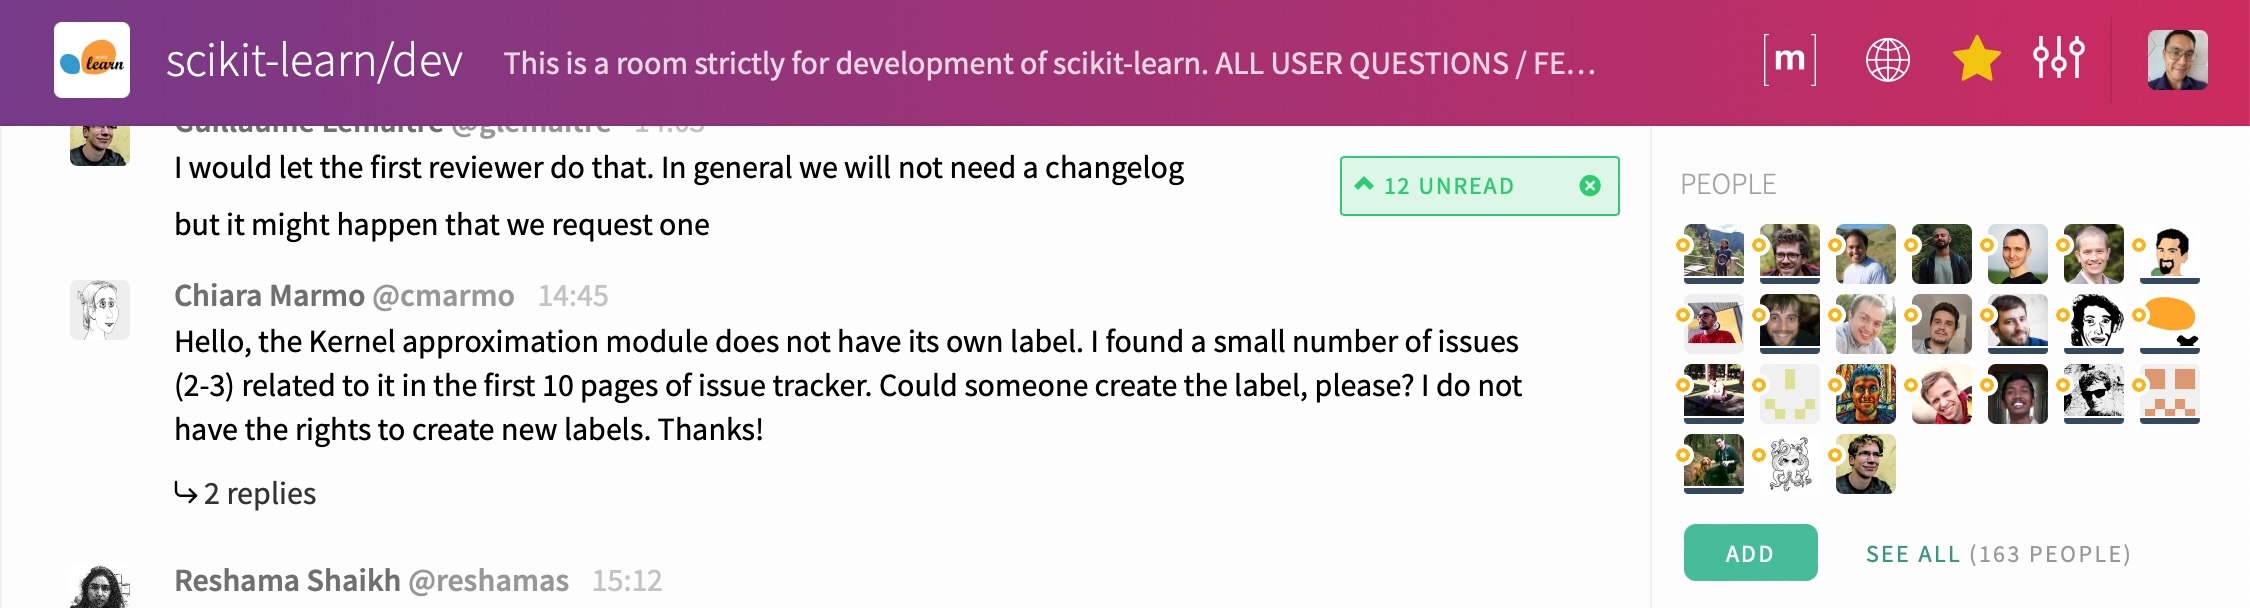 learn
scikit-learn/dev
This is a room strictly for development of scikit-learn. ALL USER QUESTIONS / FE...
[m]
Guillaume Lemaitre @glemaitre 14:03
I would let the first reviewer do that. In general we will not need a changelog
but it might happen that we request one
12 UNREAD
PEOPLE
Chiara Marmo @cmarmo 14:45
Hello, the Kernel approximation module does not have its own label. I found a small number of issues
(2-3) related to it in the first 10 pages of issue tracker. Could someone create the label, please? I do not
have the rights to create new labels. Thanks!
2 replies
Reshama Shaikh @reshamas 15:12
ADD
SEE ALL (163 PEOPLE)